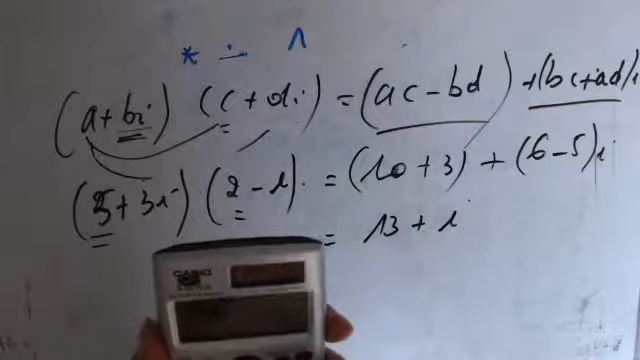 * ÷ ^
(a+bi) (c+di) = (ac-bd) +(bc+ad)i
(5+3i) (2-i) = (10+3) + (6-5)i
= 13 + i
CASIO